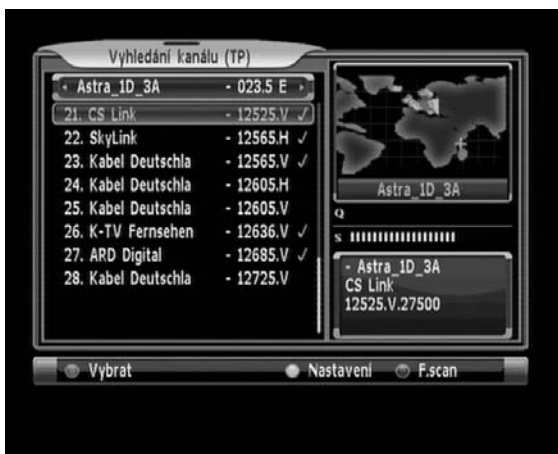 Vyhledání kanálu (TP)
Astra_1D_3A - 023.5 E
21. CS Link - 12525.V ✓
22. SkyLink - 12565.H ✓
23. Kabel Deutschla - 12565.V ✓
24. Kabel Deutschla - 12605.H
25. Kabel Deutschla - 12605.V
26. K-TV Fernsehen - 12636.V ✓
27. ARD Digital - 12685.V ✓
28. Kabel Deutschla - 12725.V
Astra_1D_3A
Q
S
- Astra_1D_3A
CS Link
12525.V.27500
Vybrat Nastavení F.scan